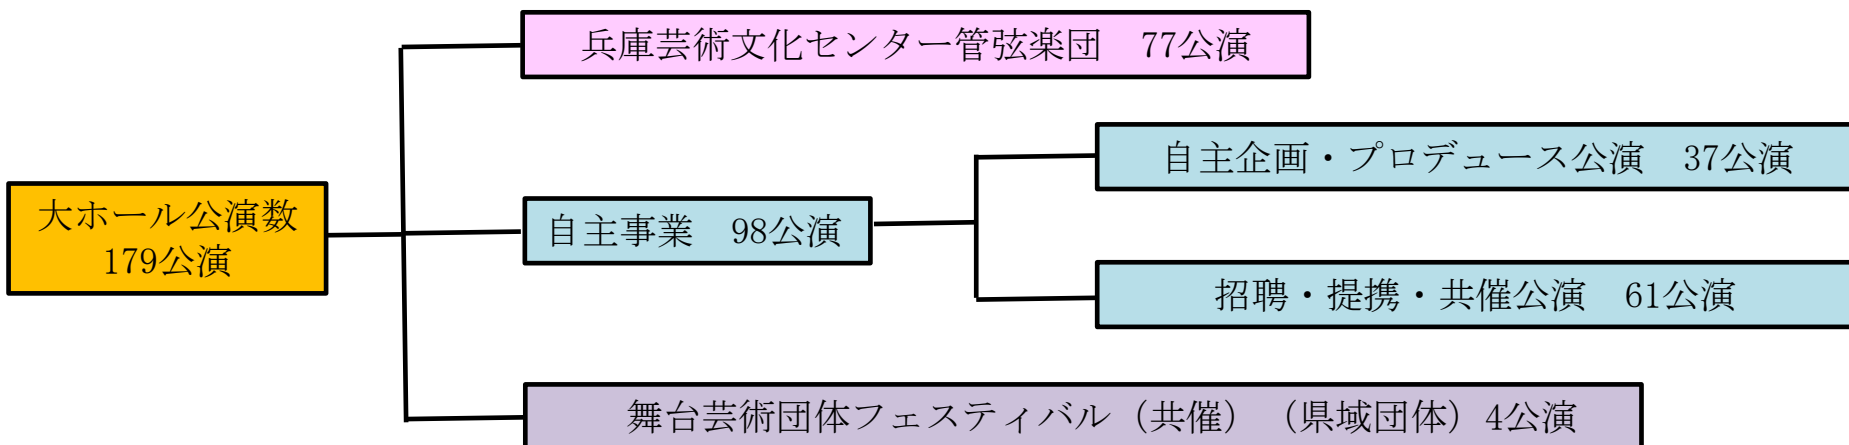 兵庫芸術文化センター管弦楽団　77公演
自主企画・プロデュース公演　37公演
大ホール公演数
179公演
自主事業　98公演
招聘・提携・共催公演　61公演
舞台芸術団体フェスティバル（共催）（県域団体）4公演